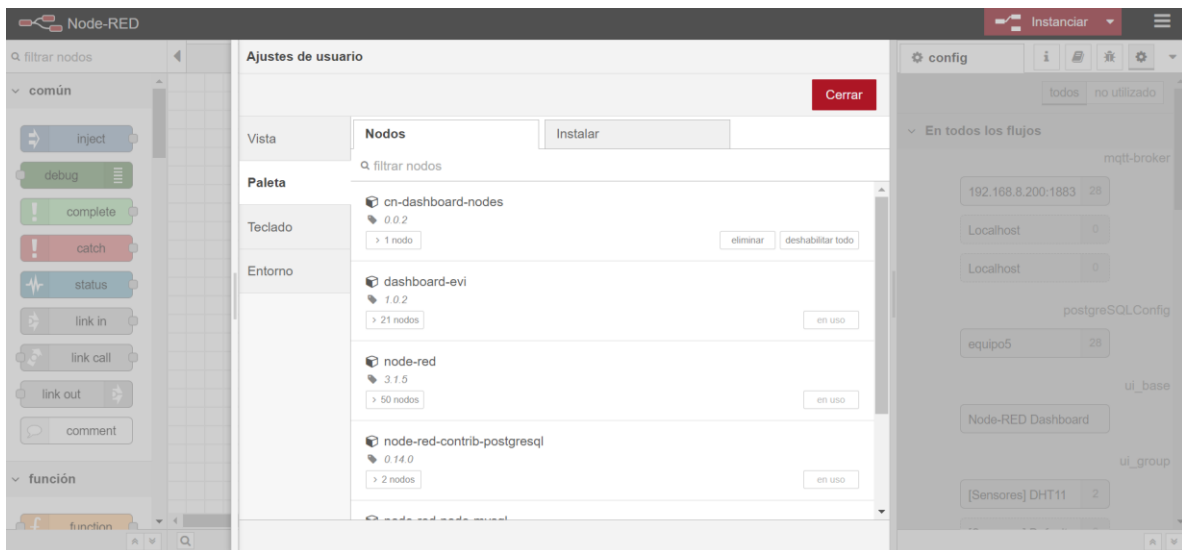 Node-RED
Instanciar
filtrar nodos
común
inject
debug
complete
catch
status
link in
link call
link out
comment
función
function
Ajustes de usuario
Cerrar
Vista
Paleta
Teclado
Entorno
Nodos
Instalar
filtrar nodos
cn-dashboard-nodes
0.0.2
> 1 nodo
eliminar
deshabilitar todo
dashboard-evi
1.0.2
> 21 nodos
en uso
node-red
3.1.5
> 50 nodos
en uso
node-red-contrib-postgresql
0.14.0
> 2 nodos
en uso
node-red-node-mysql
config
i
todos
no utilizado
En todos los flujos
mqtt-broker
192.168.8.200:1883 28
Localhost 0
Localhost 0
postgreSQLConfig
equipo5 28
ui_base
Node-RED Dashboard
ui_group
[Sensores] DHT11 2